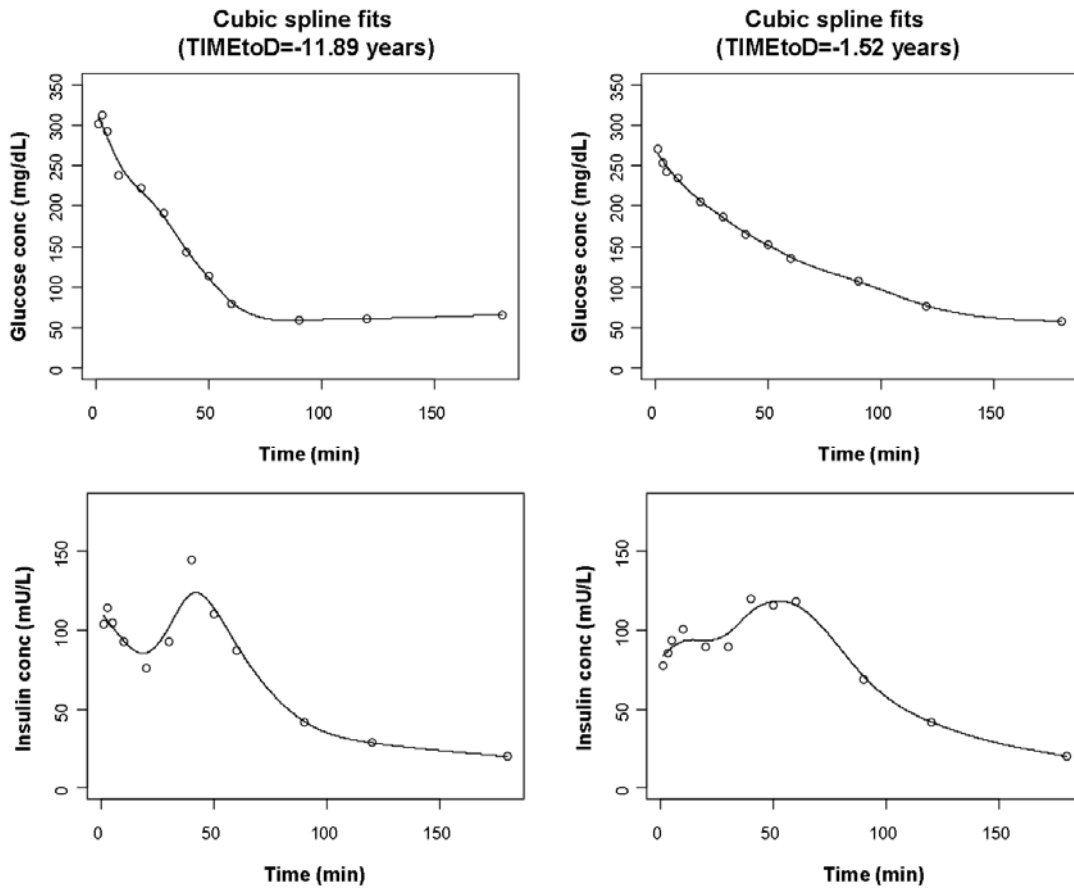 Cubic spline fits
(TIMEtoD=-11.89 years)
Glucose conc (mg/dL)
350
300
250
200
150
100
50
0
0 50 100 150
Time (min)
Cubic spline fits
(TIMEtoD=-1.52 years)
Glucose conc (mg/dL)
350
300
250
200
150
100
50
0
0 50 100 150
Time (min)
Insulin conc (mU/L)
150
100
50
0
0 50 100 150
Time (min)
Insulin conc (mU/L)
150
100
50
0
0 50 100 150
Time (min)